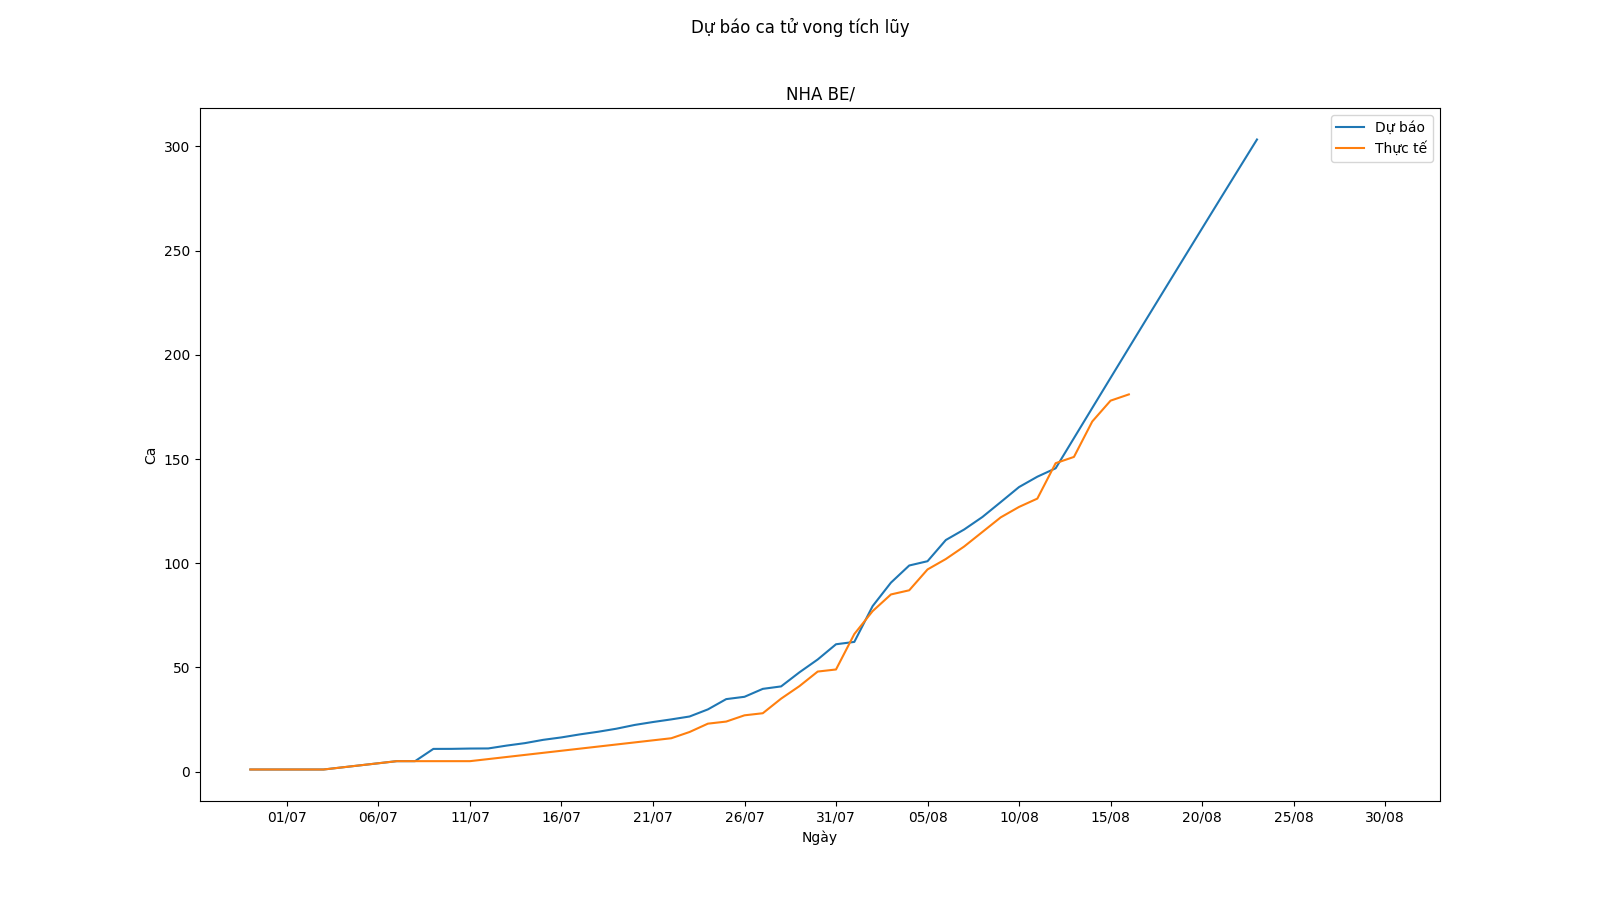 Dự báo ca tử vong tích lũy
NHA BE/
Dự báo
Thực tế
300
250
200
150
100
50
0
Ca
01/07 06/07 11/07 16/07 21/07 26/07 31/07 05/08 10/08 15/08 20/08 25/08 30/08
Ngày